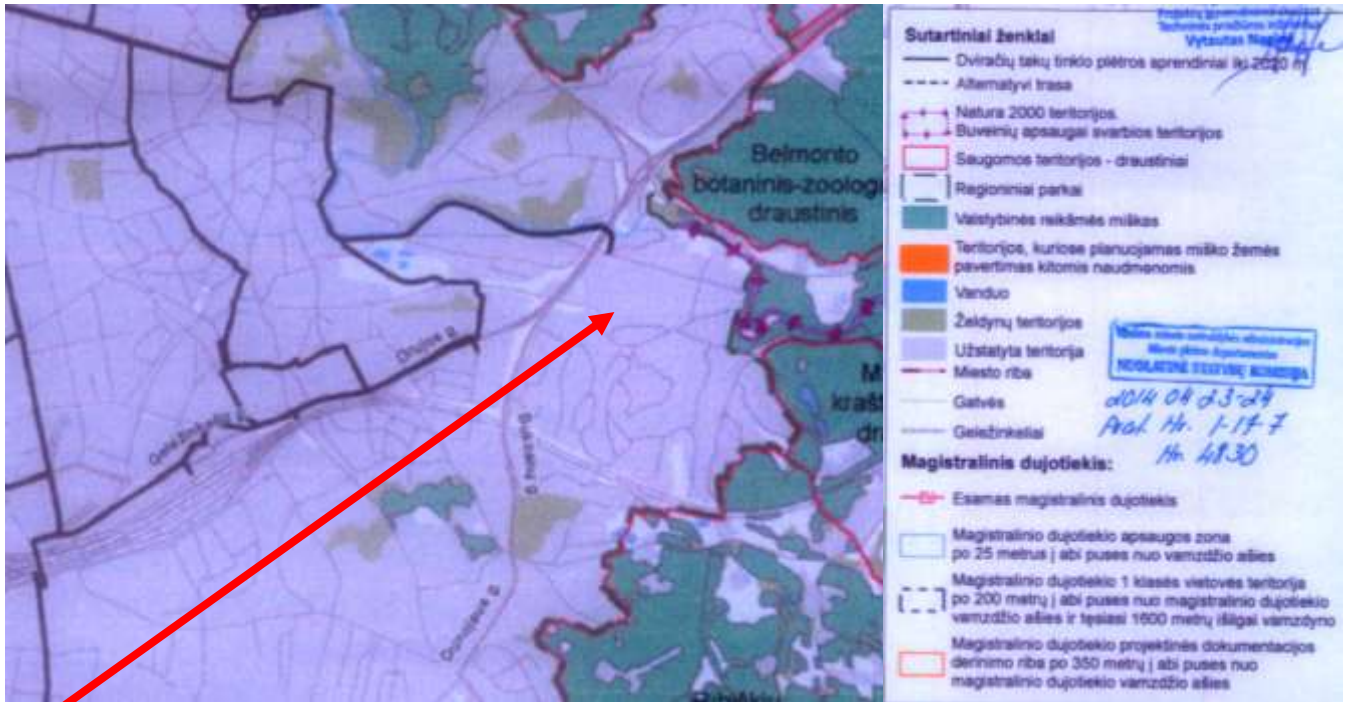 Belmonto
botaninis-zoologi
draustinis
Drujos g.
Geležinkelio g.
Batoranų g.
M
krašt
dr
Ribiškių
Sutartiniai ženklai
Vytautas
Dviračių takų tinklo plėtros sprendiniai iki 2020 m.
Alternatyvi trasa
Natura 2000 teritorijos.
Buveinių apsaugai svarbios teritorijos
Saugomos teritorijos - draustiniai
Regioniniai parkai
Valstybinės reikšmės miškas
Teritorijos, kuriose planuojamas miško žemės
pavertimas kitomis naudmenomis
Vanduo
Želdynų teritorijos
Užstatyta teritorija
Miesto riba
Gatvės
Geležinkeliai
NUOLATINĖ STATYBŲ KOMISIJA
2014 04 23-24
Prot. Nr. 1-17-7
Nr. 4830
Magistralinis dujotiekis:
Esamas magistralinis dujotiekis
Magistralinio dujotiekio apsaugos zona
po 25 metrus į abi puses nuo vamzdžio ašies
Magistralinio dujotiekio 1 klasės vietovės teritorija
po 200 metrų į abi puses nuo magistralinio dujotiekio
vamzdžio ašies ir tęsiasi 1600 metrų išilgai vamzdyno
Magistralinio dujotiekio projektinės dokumentacijos
derinimo riba po 350 metrų į abi puses nuo
magistralinio dujotiekio vamzdžio ašies